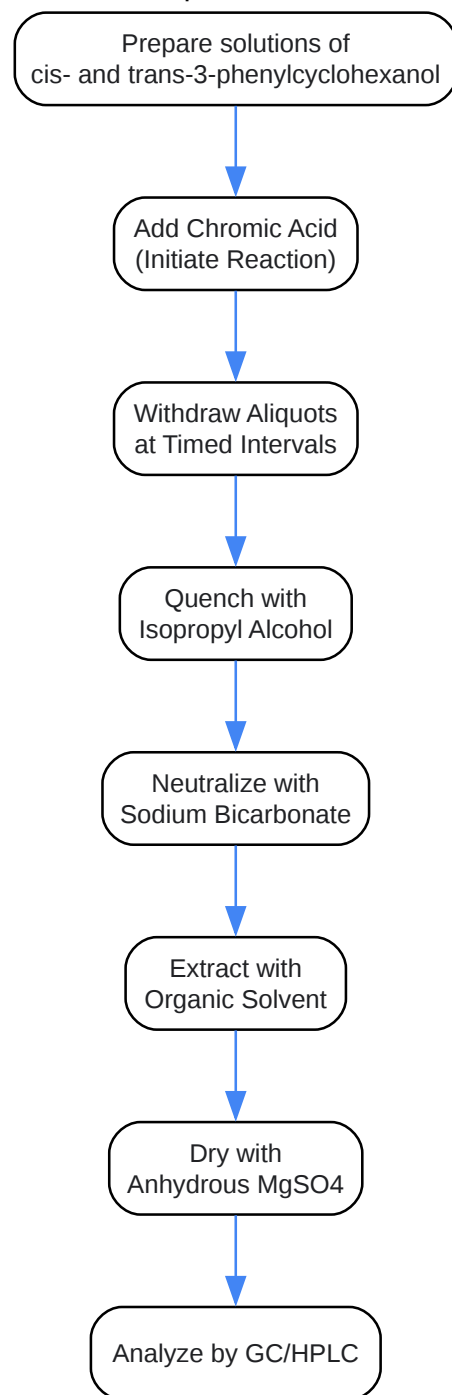 Prepare solutions of
cis- and trans-3-phenylcyclohexanol
Add Chromic Acid
(Initiate Reaction)
Withdraw Aliquots
at Timed Intervals
Quench with
Isopropyl Alcohol
Neutralize with
Sodium Bicarbonate
Extract with
Organic Solvent
Dry with
Anhydrous MgSO4
Analyze by GC/HPLC